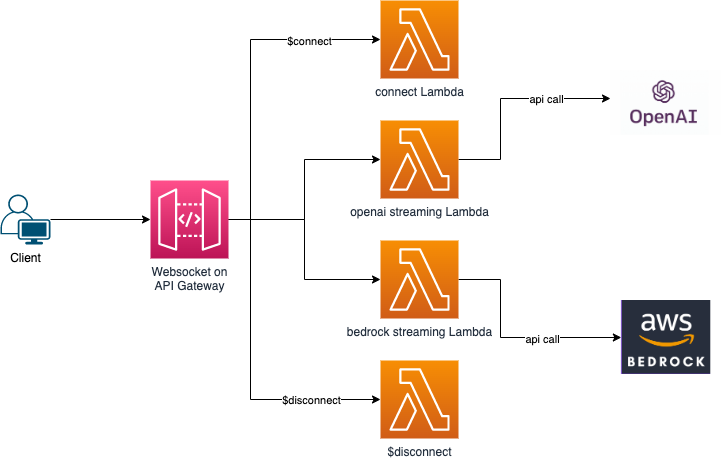 $connect
connect Lambda
api call
OpenAI
openai streaming Lambda
Client
Websocket on
API Gateway
bedrock streaming Lambda
api call
aws
BEDROCK
$disconnect
$disconnect